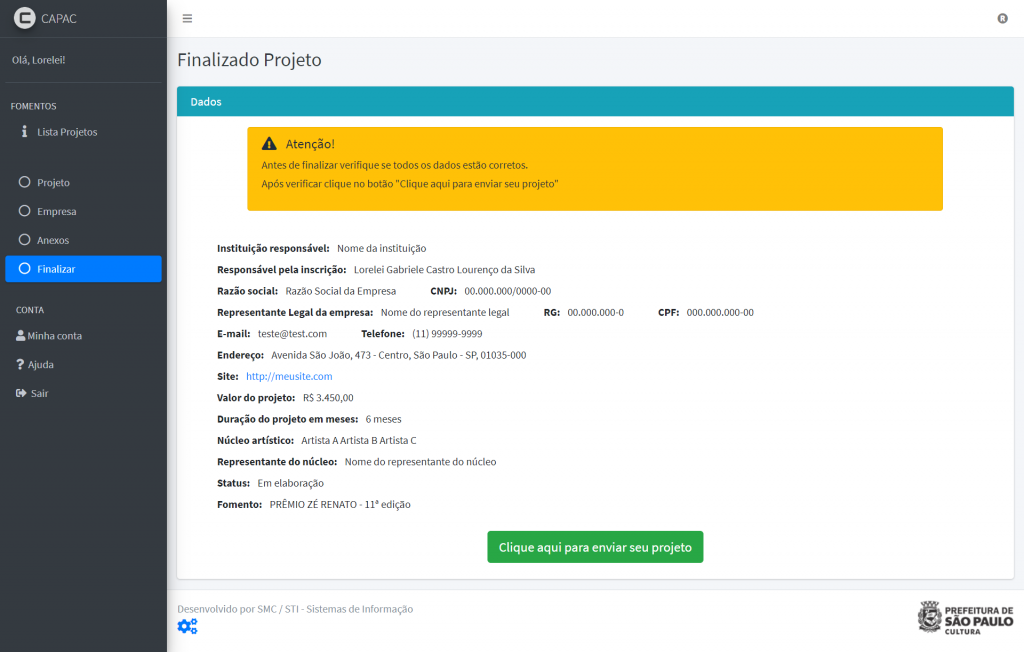 CAPAC
Olá, Lorelei!
FOMENTOS
Lista Projetos
Projeto
Empresa
Anexos
Finalizar
CONTA
Minha conta
Ajuda
Sair
R
Finalizado Projeto
Dados
Atenção!
Antes de finalizar verifique se todos os dados estão corretos.
Após verificar clique no botão "Clique aqui para enviar seu projeto"
Instituição responsável: Nome da instituição
Responsável pela inscrição: Lorelei Gabriele Castro Lourenço da Silva
Razão social: Razão Social da Empresa CNPJ: 00.000.000/0000-00
Representante Legal da empresa: Nome do representante legal RG: 00.000.000-0 CPF: 000.000.000-00
E-mail: teste@test.com Telefone: (11) 99999-9999
Endereço: Avenida São João, 473 - Centro, São Paulo - SP, 01035-000
Site: http://meusite.com
Valor do projeto: R$ 3.450,00
Duração do projeto em meses: 6 meses
Núcleo artístico: Artista A Artista B Artista C
Representante do núcleo: Nome do representante do núcleo
Status: Em elaboração
Fomento: PRÊMIO ZÉ RENATO - 11ª edição
Clique aqui para enviar seu projeto
Desenvolvido por SMC / STI - Sistemas de Informação
PREFEITURA DE
SÃO PAULO
CULTURA